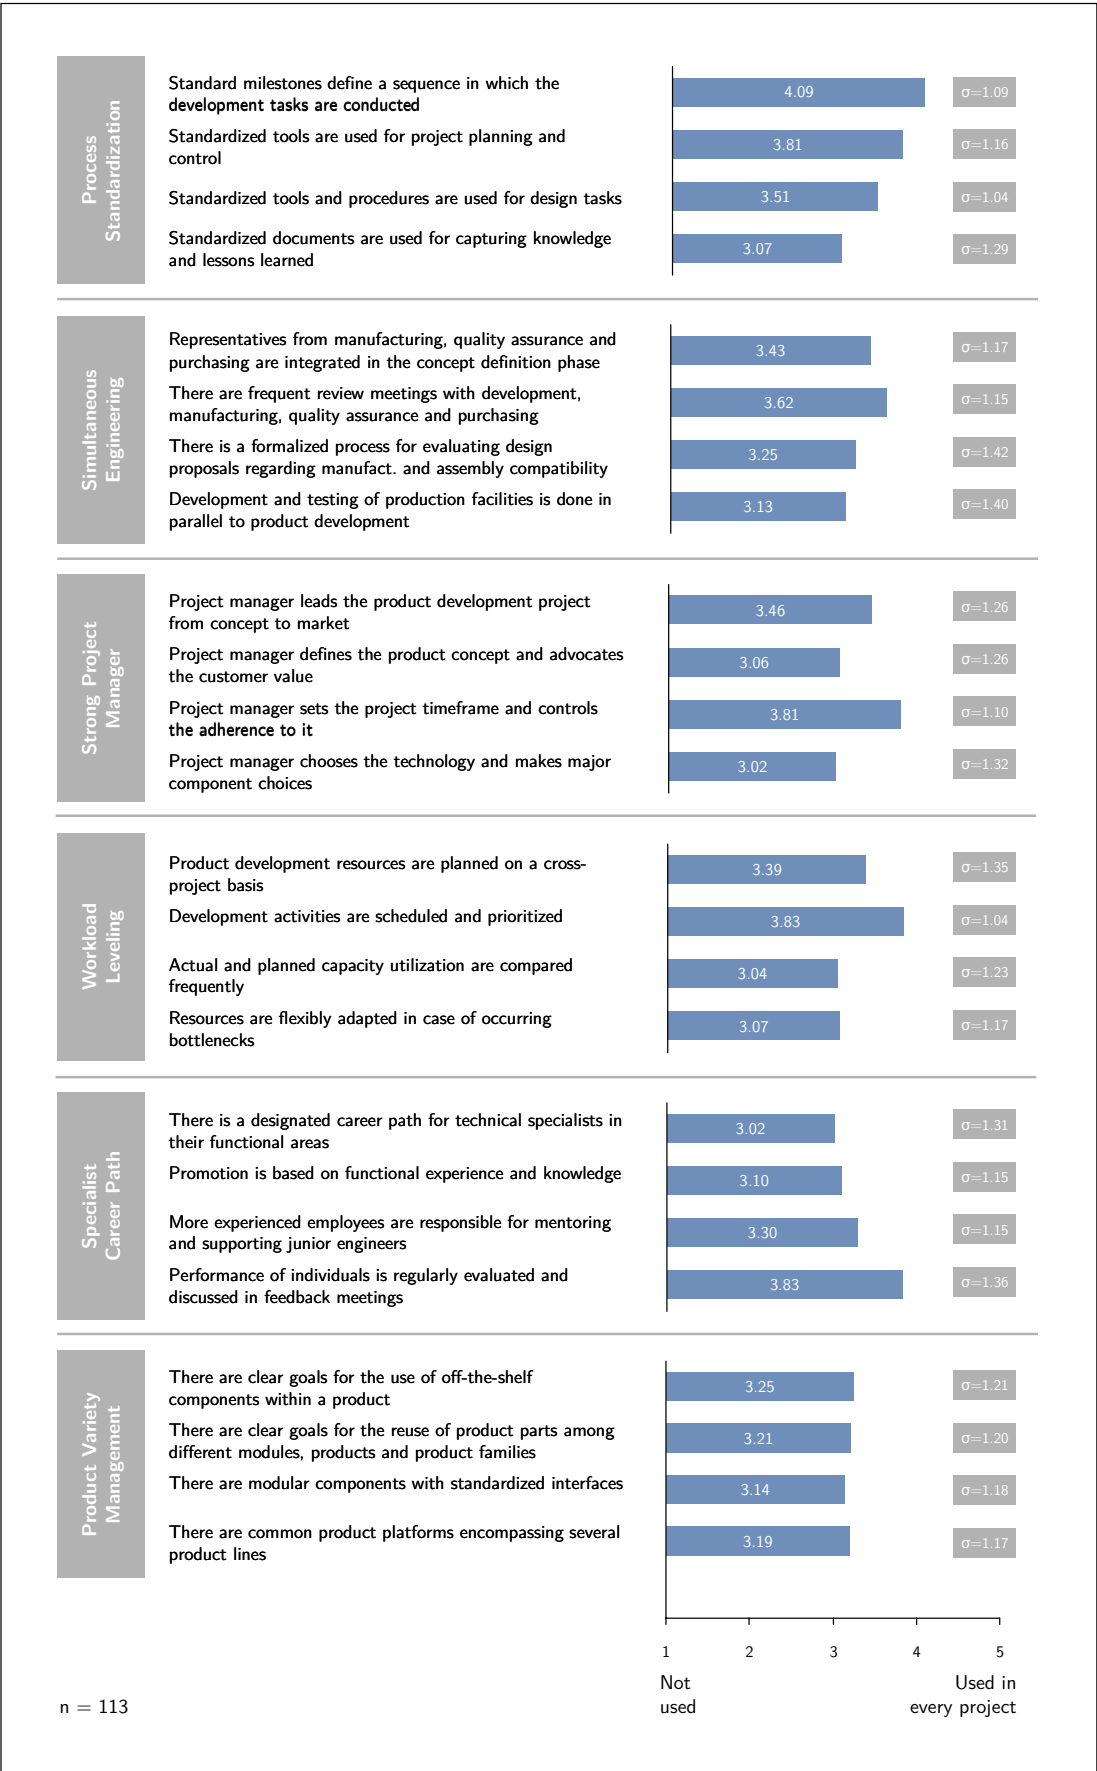 Process
Standardization
Standard milestones define a sequence in which the
development tasks are conducted
4.09
σ=1.09
Standardized tools are used for project planning and
control
3.81
σ=1.16
Standardized tools and procedures are used for design tasks
3.51
σ=1.04
Standardized documents are used for capturing knowledge
and lessons learned
3.07
σ=1.29
Simultaneous
Engineering
Representatives from manufacturing, quality assurance and
purchasing are integrated in the concept definition phase
3.43
σ=1.17
There are frequent review meetings with development,
manufacturing, quality assurance and purchasing
3.62
σ=1.15
There is a formalized process for evaluating design
proposals regarding manufact. and assembly compatibility
3.25
σ=1.42
Development and testing of production facilities is done in
parallel to product development
3.13
σ=1.40
Strong Project
Manager
Project manager leads the product development project
from concept to market
3.46
σ=1.26
Project manager defines the product concept and advocates
the customer value
3.06
σ=1.26
Project manager sets the project timeframe and controls
the adherence to it
3.81
σ=1.10
Project manager chooses the technology and makes major
component choices
3.02
σ=1.32
Workload
Leveling
Product development resources are planned on a cross-
project basis
3.39
σ=1.35
Development activities are scheduled and prioritized
3.83
σ=1.04
Actual and planned capacity utilization are compared
frequently
3.04
σ=1.23
Resources are flexibly adapted in case of occurring
bottlenecks
3.07
σ=1.17
Specialist
Career Path
There is a designated career path for technical specialists in
their functional areas
3.02
σ=1.31
Promotion is based on functional experience and knowledge
3.10
σ=1.15
More experienced employees are responsible for mentoring
and supporting junior engineers
3.30
σ=1.15
Performance of individuals is regularly evaluated and
discussed in feedback meetings
3.83
σ=1.36
Product Variety
Management
There are clear goals for the use of off-the-shelf
components within a product
3.25
σ=1.21
There are clear goals for the reuse of product parts among
different modules, products and product families
3.21
σ=1.20
There are modular components with standardized interfaces
3.14
σ=1.18
There are common product platforms encompassing several
product lines
3.19
σ=1.17
1 2 3 4 5
Not
used
Used in
every project
n = 113